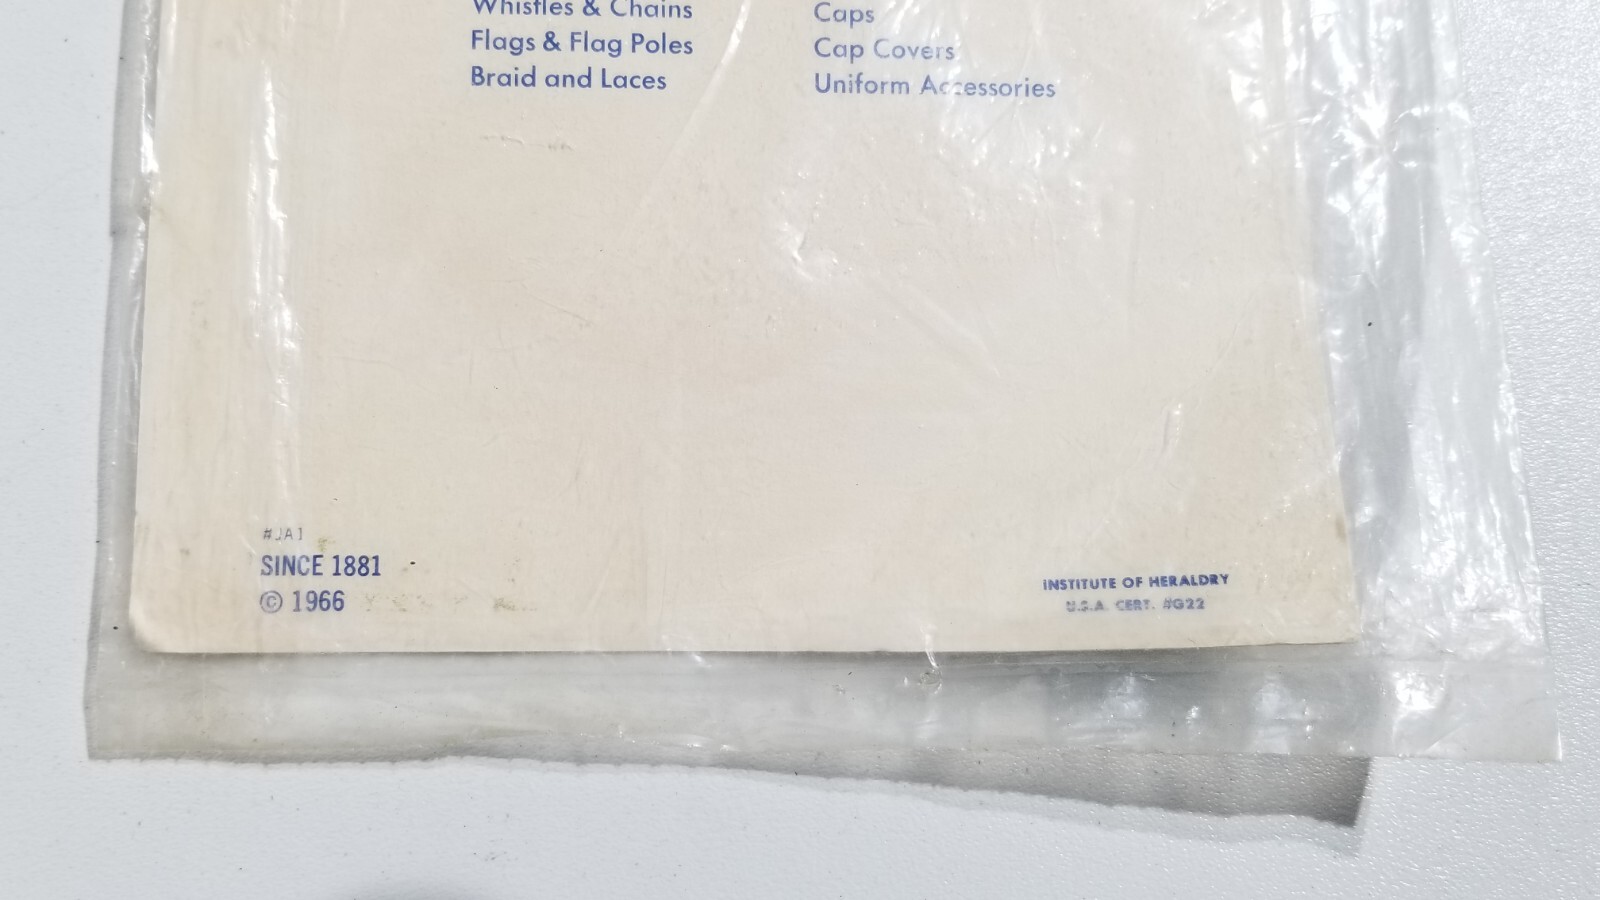 Whistles & Chains
Flags & Flag Poles
Braid and Laces
Caps
Cap Covers
Uniform Accessories
#JA1
SINCE 1881
© 1966
INSTITUTE OF HERALDRY
U.S.A. CERT. #G22